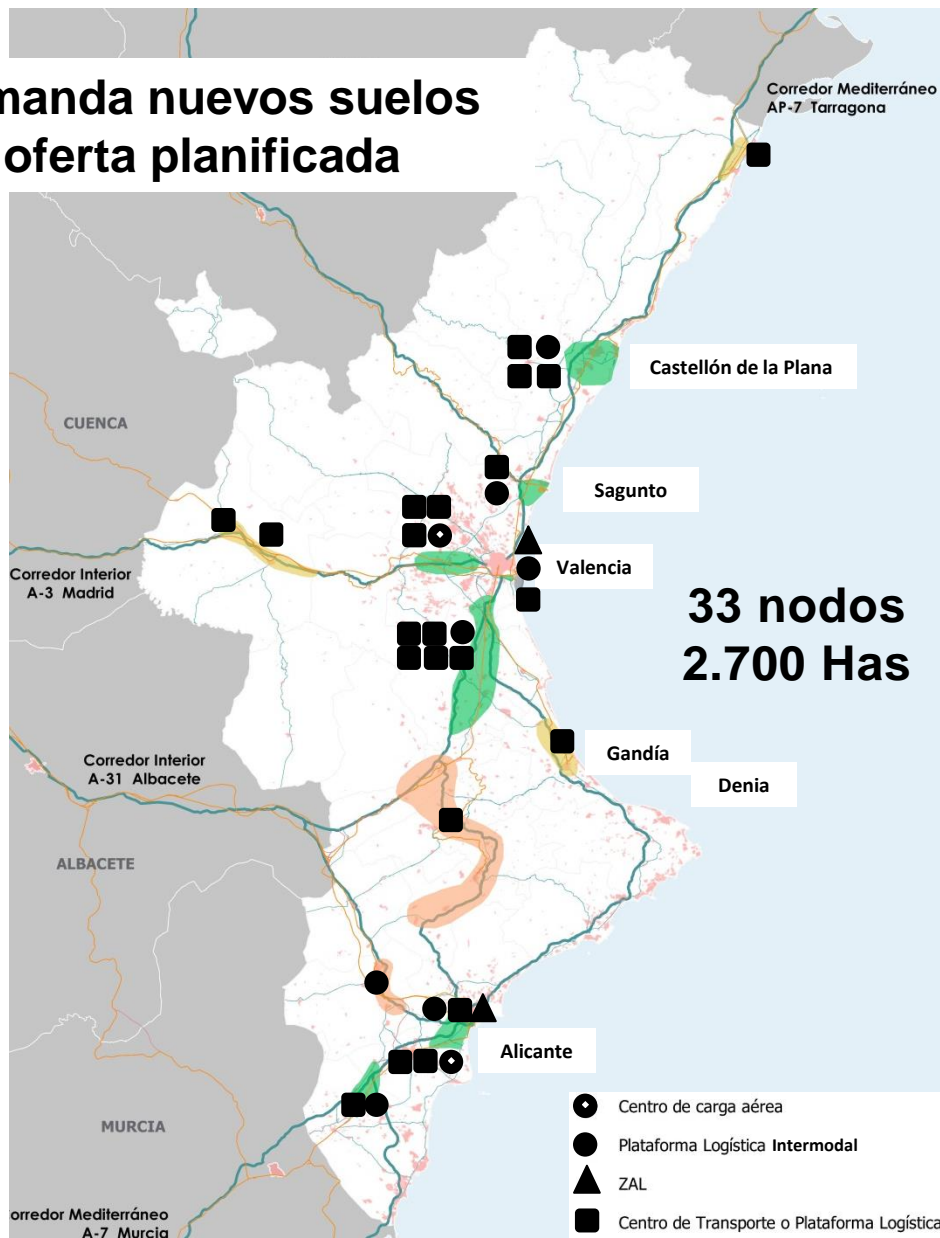 manda nuevos suelos
oferta planificada
Corredor Mediterráneo
AP-7 Tarragona
Castellón de la Plana
CUENCA
Sagunto
Corredor Interior
A-3 Madrid
Valencia
33 nodos
2.700 Has
Gandía
Corredor Interior
A-31 Albacete
Denia
ALBACETE
Alicante
MURCIA
Centro de carga aérea
Plataforma Logística Intermodal
ZAL
Centro de Transporte o Plataforma Logística
orredor Mediterráneo
A-7 Murcia